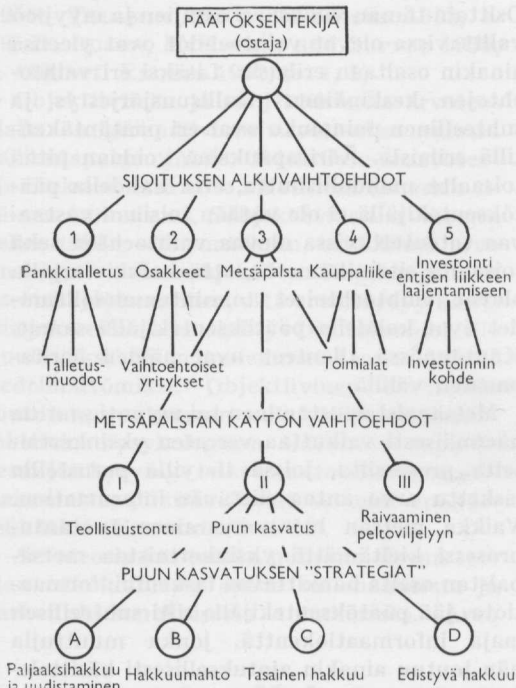 PÄÄTÖKSENTEKIJÄ
(ostaja)
SIJOITUKSEN ALKUVAIHTOEHDOT
1 2 3 4 5
Pankkitalletus Osakkeet Metsäpalsta Kauppaliike Investointi
entisen liikkeen
laajentamiseen
Talletus- Vaihtoehtoiset Toimialat Investoinnin
muodot yritykset kohde
METSÄPALSTAN KÄYTÖN VAIHTOEHDOT
I II III
Teollisuustontti Puun kasvatus Raivaaminen
peltoviljelyyn
PUUN KASVATUKSEN "STRATEGIAT"
A B C D
Paljaaksihakkuu Hakkuumahto Tasainen hakkuu Edistyvä hakkuu
ja uudistaminen